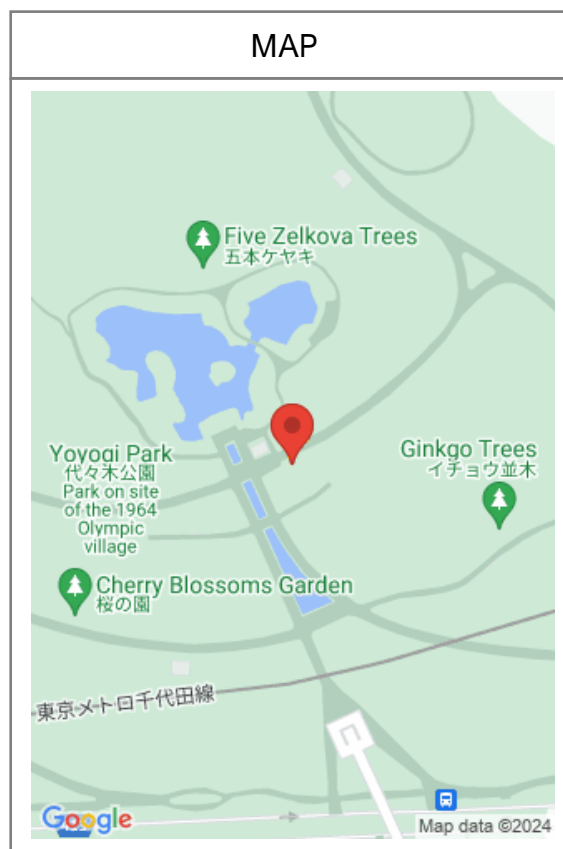 MAP
Five Zelkova Trees
五本ケヤキ
Yoyogi Park
代々木公園
Park on site
of the 1964
Olympic
village
Ginkgo Trees
イチョウ並木
Cherry Blossoms Garden
桜の園
東京メトロ千代田線
Google
Map data ©2024